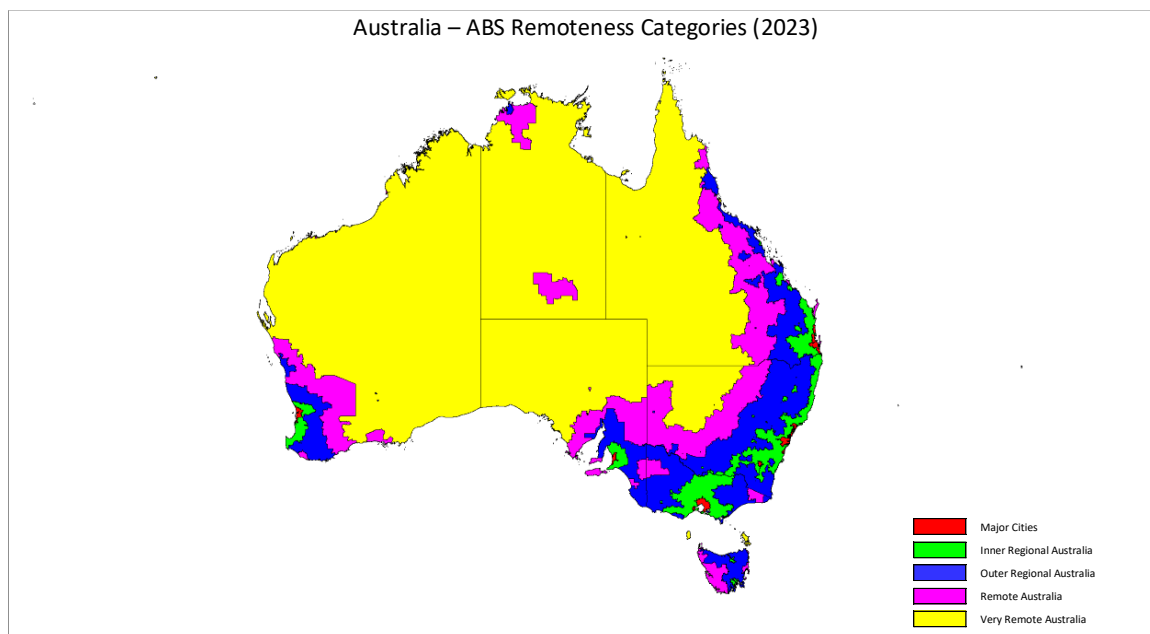 Australia – ABS Remoteness Categories (2023)
Major Cities
Inner Regional Australia
Outer Regional Australia
Remote Australia
Very Remote Australia